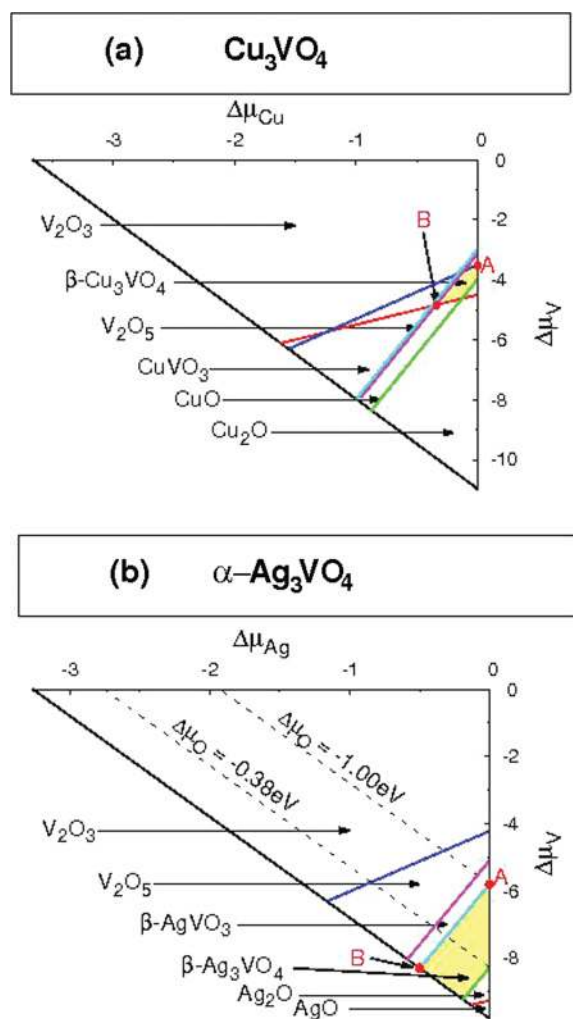 (a) Cu₃VO₄
Δμ_Cu
-3 -2 -1 0
0
-2
-4
-6
-8
-10
Δμ_V
V₂O₃
β-Cu₃VO₄
V₂O₅
CuVO₃
CuO
Cu₂O
B
A
(b) α–Ag₃VO₄
Δμ_Ag
-3 -2 -1 0
0
-2
-4
-6
-8
Δμ_V
Δμ_O = -0.38eV
Δμ_O = -1.00eV
V₂O₃
V₂O₅
β-AgVO₃
B
A
β-Ag₃VO₄
Ag₂O
AgO